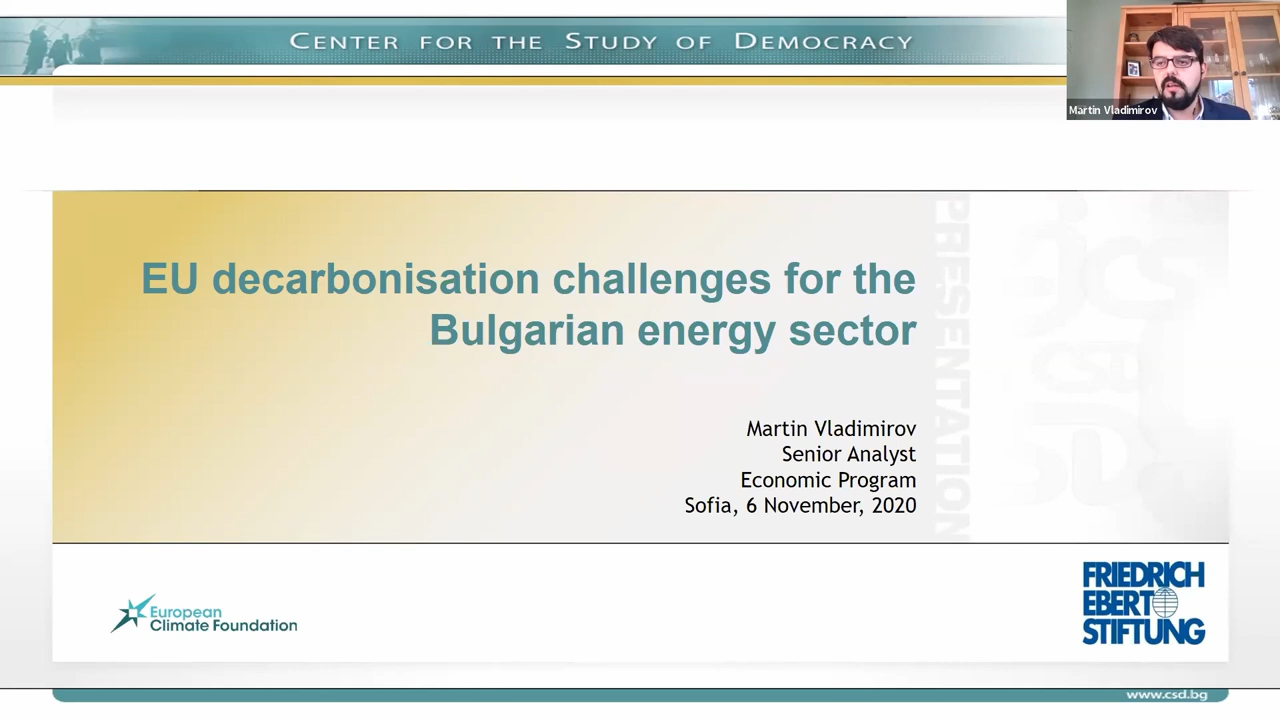 CENTER FOR THE STUDY OF DEMOCRACY
Martin Vladimirov
PRESENTATION
EU decarbonisation challenges for the
Bulgarian energy sector
Martin Vladimirov
Senior Analyst
Economic Program
Sofia, 6 November, 2020
European
Climate Foundation
FRIEDRICH
EBERT
STIFTUNG
www.csd.bg